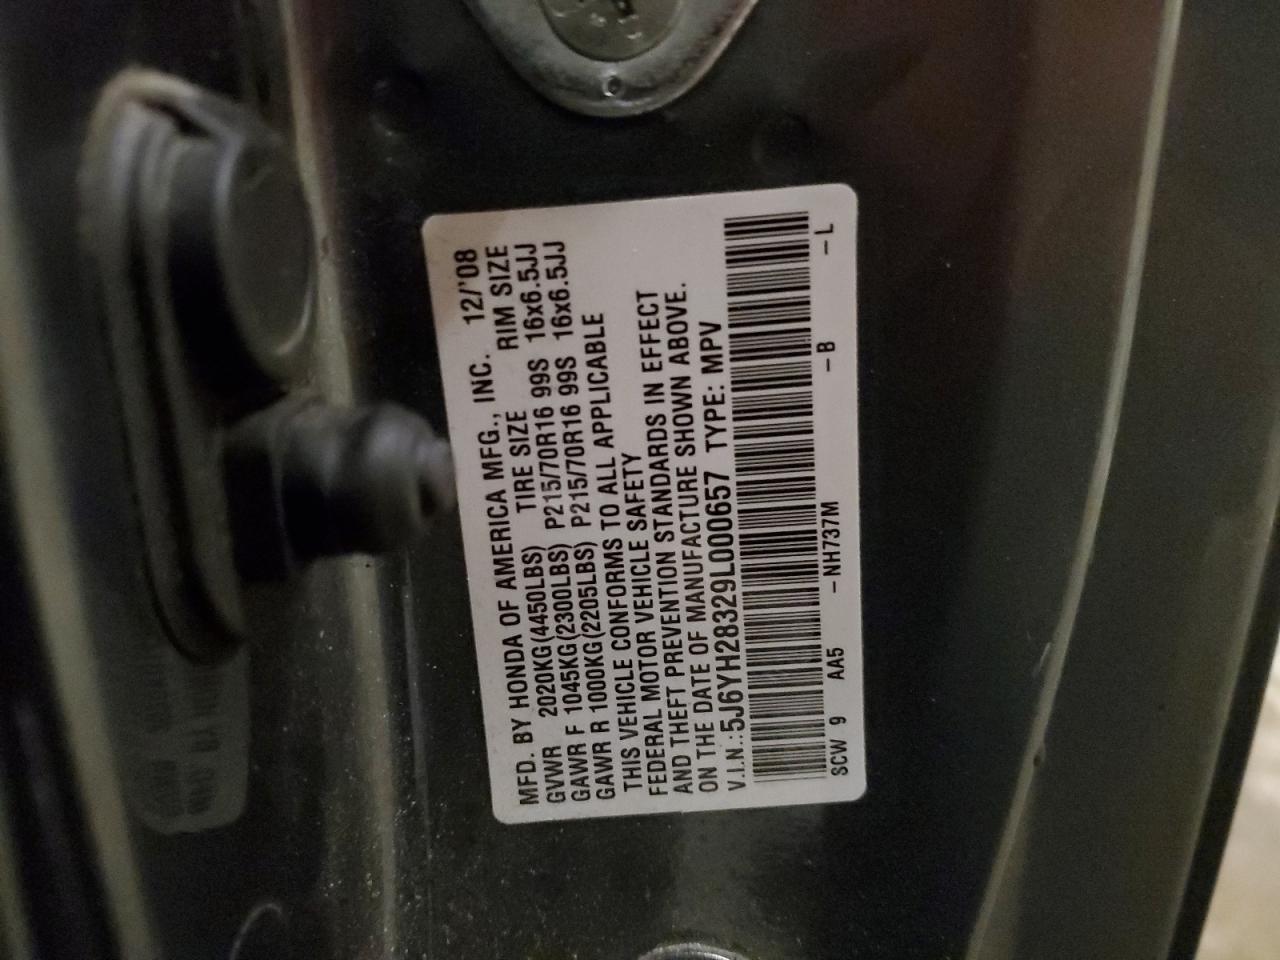 MFD. BY HONDA OF AMERICA MFG., INC. 12/'08
GVWR 2020KG(4450LBS) TIRE SIZE RIM SIZE
GAWR F 1045KG(2300LBS) P215/70R16 99S 16x6.5JJ
GAWR R 1000KG(2205LBS) P215/70R16 99S 16x6.5JJ
THIS VEHICLE CONFORMS TO ALL APPLICABLE
FEDERAL MOTOR VEHICLE SAFETY
AND THEFT PREVENTION STANDARDS IN EFFECT
ON THE DATE OF MANUFACTURE SHOWN ABOVE.
V.I.N.: 5J6YH28329L000657 TYPE: MPV
SCW 9 AA5 – NH737M – B – L